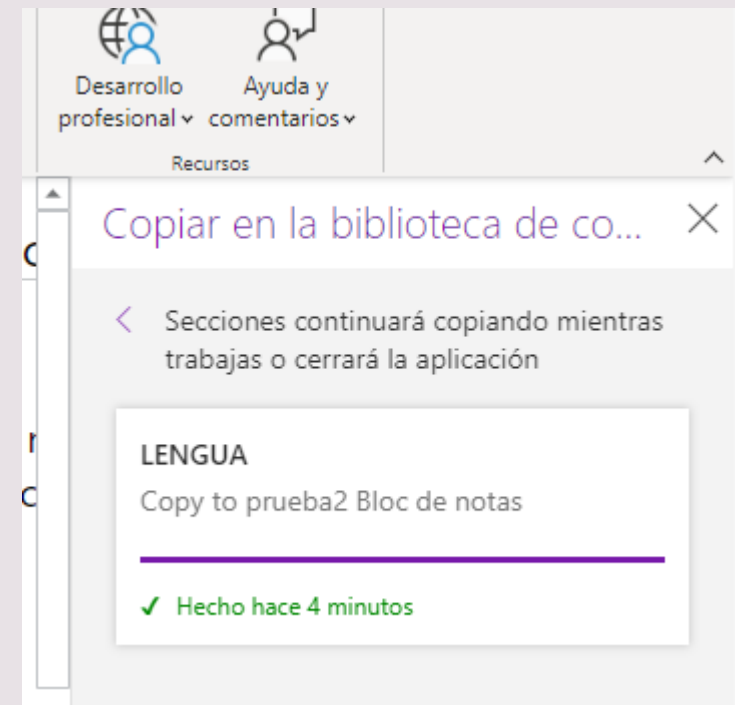 Desarrollo
profesional
Ayuda y
comentarios
Recursos
Copiar en la biblioteca de co...
Secciones continuará copiando mientras
trabajas o cerrará la aplicación
LENGUA
Copy to prueba2 Bloc de notas
✓ Hecho hace 4 minutos